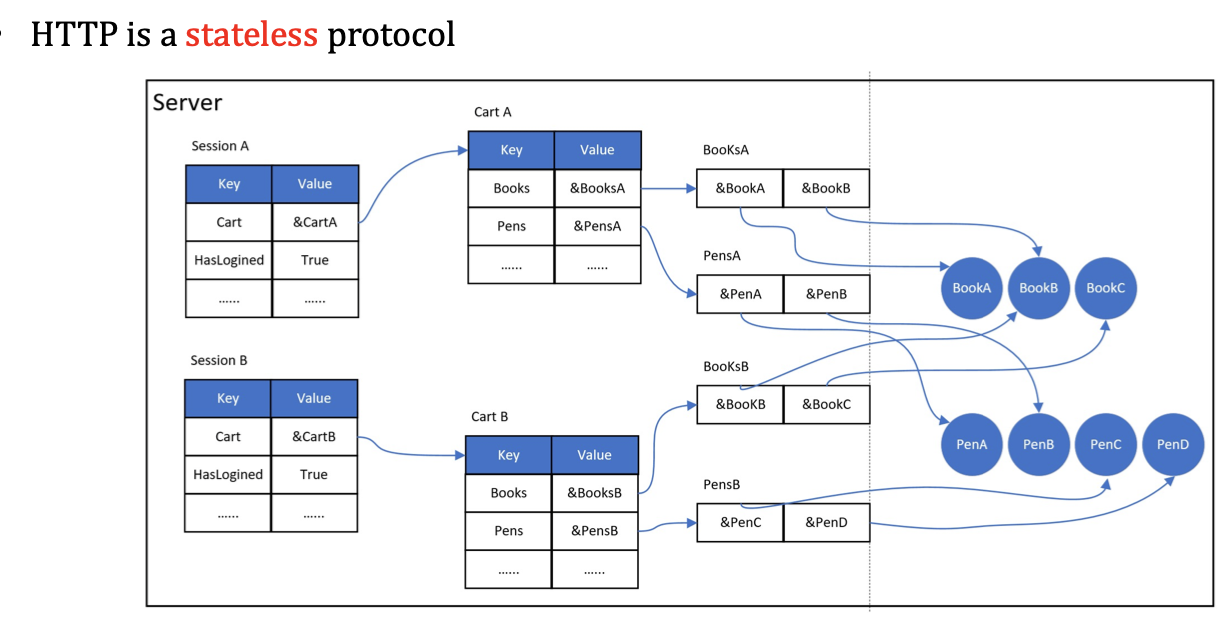 • HTTP is a stateless protocol
Server
Session A
Key Value
Cart &CartA
HasLogined True
...... ......
Cart A
Key Value
Books &BooksA
Pens &PensA
...... ......
BooKsA
&BookA &BookB
PensA
&PenA &PenB
BookA BookB BookC
Session B
Key Value
Cart &CartB
HasLogined True
...... ......
Cart B
Key Value
Books &BooksB
Pens &PensB
...... ......
BooKsB
&BooKB &BookC
PensB
&PenC &PenD
PenA PenB PenC PenD